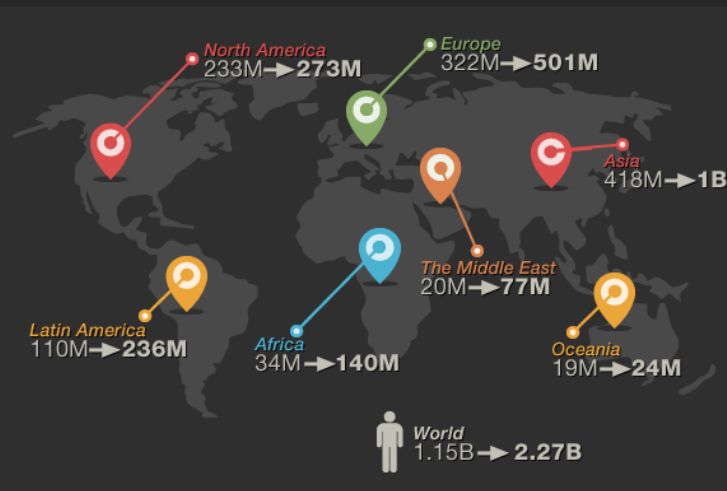 North America
233M→273M
Europe
322M→501M
Asia
418M→1B
The Middle East
20M→77M
Latin America
110M→236M
Africa
34M→140M
Oceania
19M→24M
World
1.15B→2.27B